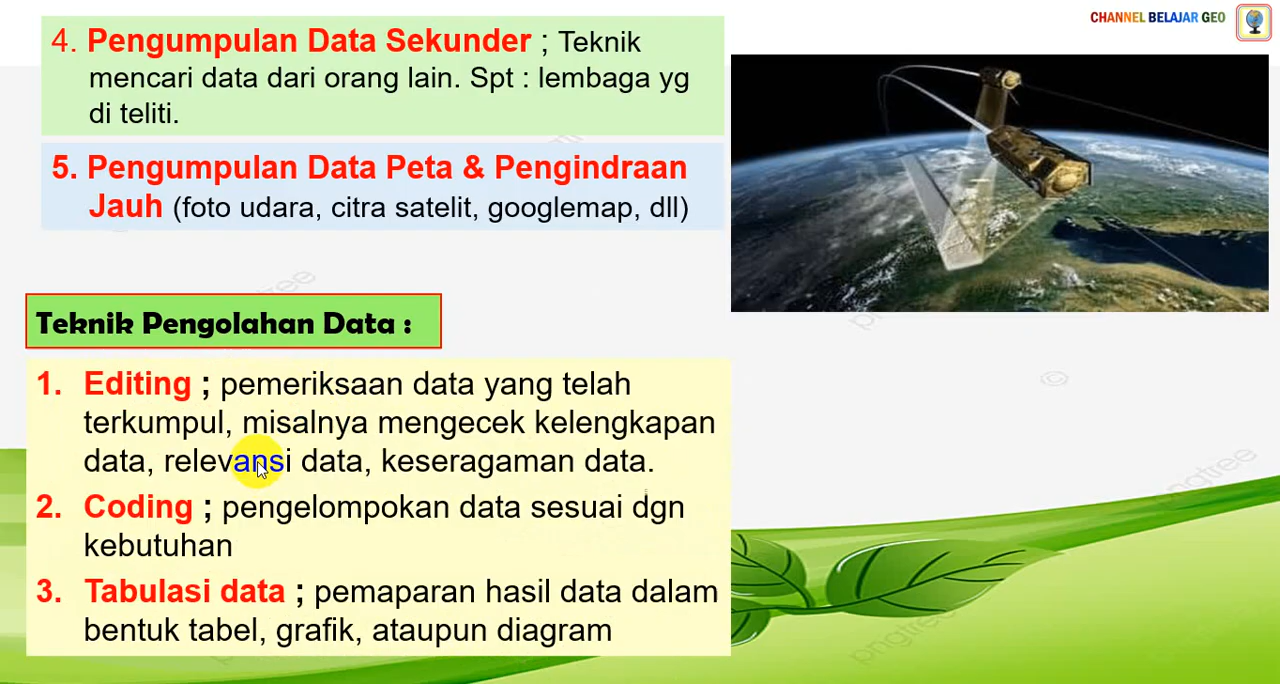 CHANNEL BELAJAR GEO
4. Pengumpulan Data Sekunder ; Teknik
mencari data dari orang lain. Spt : lembaga yg
di teliti.
5. Pengumpulan Data Peta & Pengindraan
Jauh (foto udara, citra satelit, googlemap, dll)
Teknik Pengolahan Data :
1. Editing ; pemeriksaan data yang telah
terkumpul, misalnya mengecek kelengkapan
data, relevansi data, keseragaman data.
2. Coding ; pengelompokan data sesuai dgn
kebutuhan
3. Tabulasi data ; pemaparan hasil data dalam
bentuk tabel, grafik, ataupun diagram
pngtree